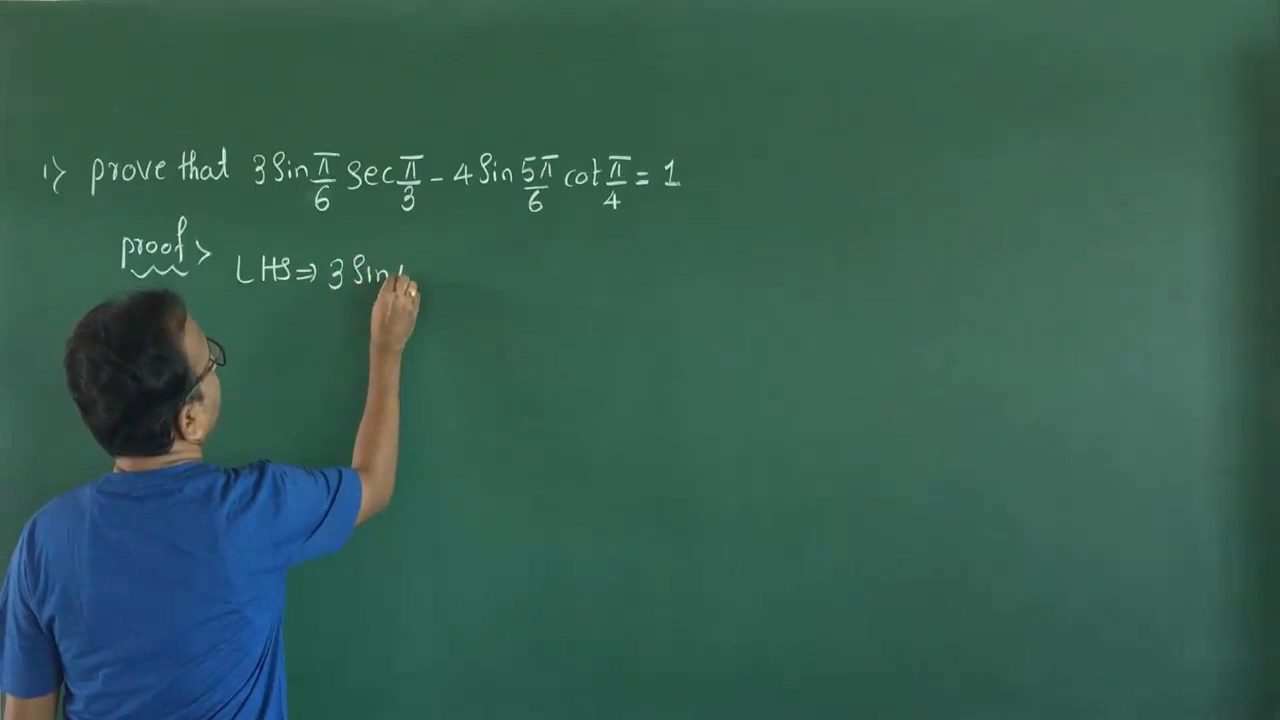 1) prove that 3 Sin π/6 Sec π/3 - 4 Sin 5π/6 cot π/4 = 1
proof > LHS ⇒ 3 Sin